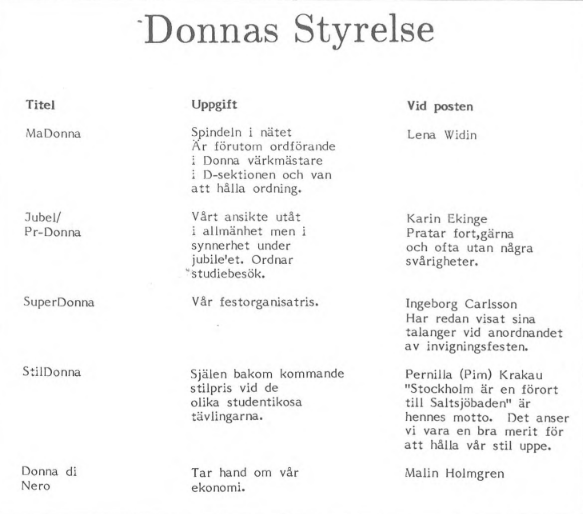 Donnas Styrelse
Titel Uppgift Vid posten
MaDonna
Spindeln i nätet
Är förutom ordförande
i Donna värkmästare
i D-sektionen och van
att hålla ordning.
Lena Widin
Jubel/
Pr-Donna
Vårt ansikte utåt
i allmänhet men i
synnerhet under
jubile'et. Ordnar
studiebesök.
Karin Ekinge
Pratar fort,gärna
och ofta utan några
svårigheter.
SuperDonna
Vår festorganisatris.
Ingeborg Carlsson
Har redan visat sina
talanger vid anordnandet
av invigningsfesten.
StilDonna
Själen bakom kommande
stilpris vid de
olika studentikosa
tävlingarna.
Pernilla (Pim) Krakau
"Stockholm är en förort
till Saltsjöbaden" är
hennes motto. Det anser
vi vara en bra merit för
att hålla vår stil uppe.
Donna di
Nero
Tar hand om vår
ekonomi.
Malin Holmgren